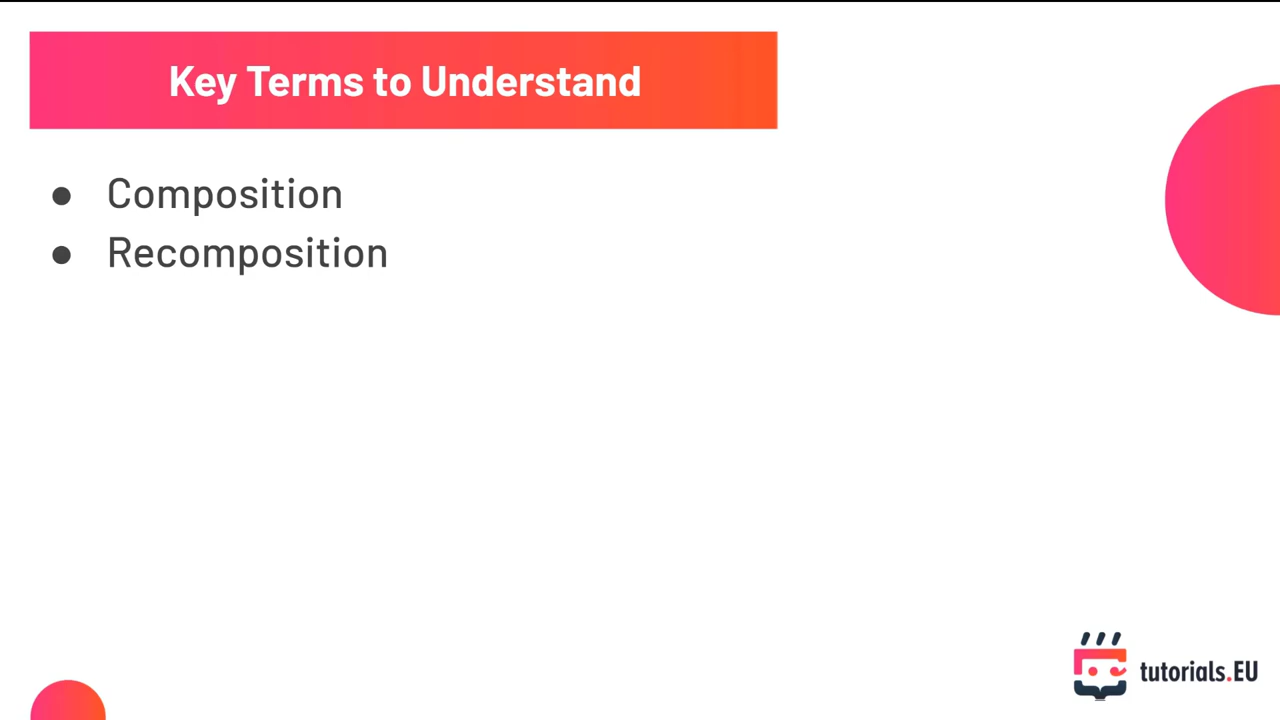 Key Terms to Understand
● Composition
● Recomposition
tutorials.EU